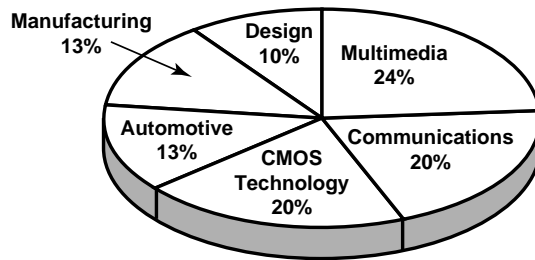 Manufacturing
13%
Design
10%
Multimedia
24%
Automotive
13%
CMOS
Technology
20%
Communications
20%